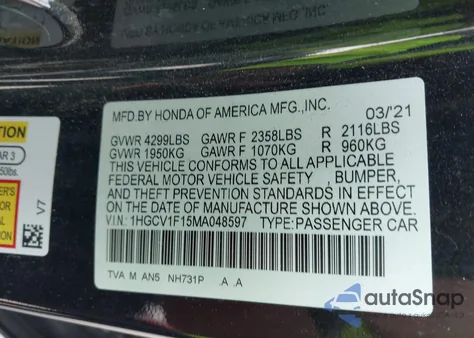 MFD.BY HONDA OF AMERICA MFG.,INC.
03/'21
GVWR 4299LBS GAWR F 2358LBS R 2116LBS
GVWR 1950KG GAWR F 1070KG R 960KG
THIS VEHICLE CONFORMS TO ALL APPLICABLE
FEDERAL MOTOR VEHICLE SAFETY , BUMPER,
AND THEFT PREVENTION STANDARDS IN EFFECT
ON THE DATE OF MANUFACTURE SHOWN ABOVE.
VIN: 1HGCV1F15MA048597 TYPE:PASSENGER CAR
TVA M AN5 NH731P .A .A
V7
autoSnap